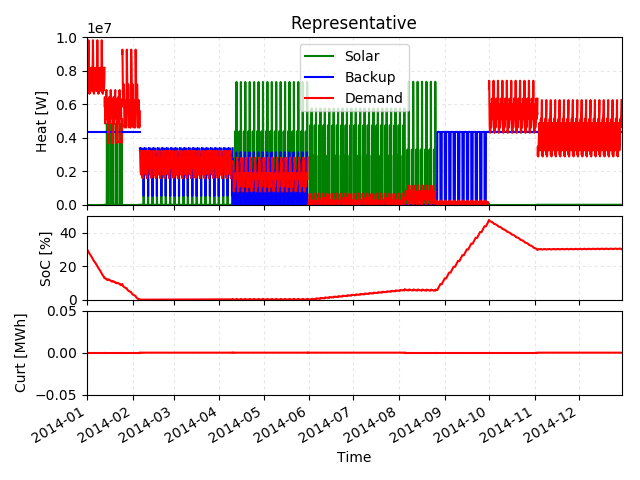 Representative
1e7
1.0
0.8
0.6
0.4
0.2
0.0
Heat [W]
Solar
Backup
Demand
40
20
0
SoC [%]
0.05
0.00
−0.05
Curt [MWh]
2014-01
2014-02
2014-03
2014-04
2014-05
2014-06
2014-07
2014-08
2014-09
2014-10
2014-11
2014-12
Time